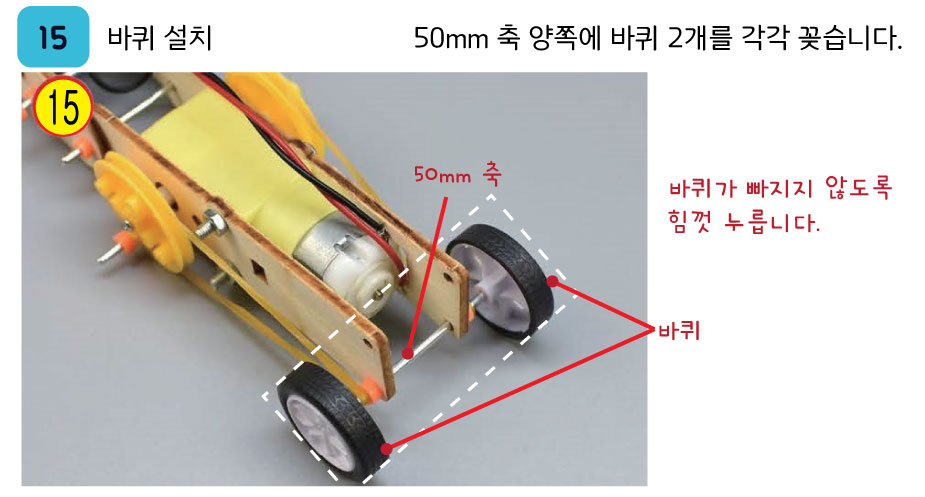 15 바퀴 설치 50mm 축 양쪽에 바퀴 2개를 각각 꽂습니다.
15
50mm 축
바퀴가 빠지지 않도록
힘껏 누릅니다.
바퀴